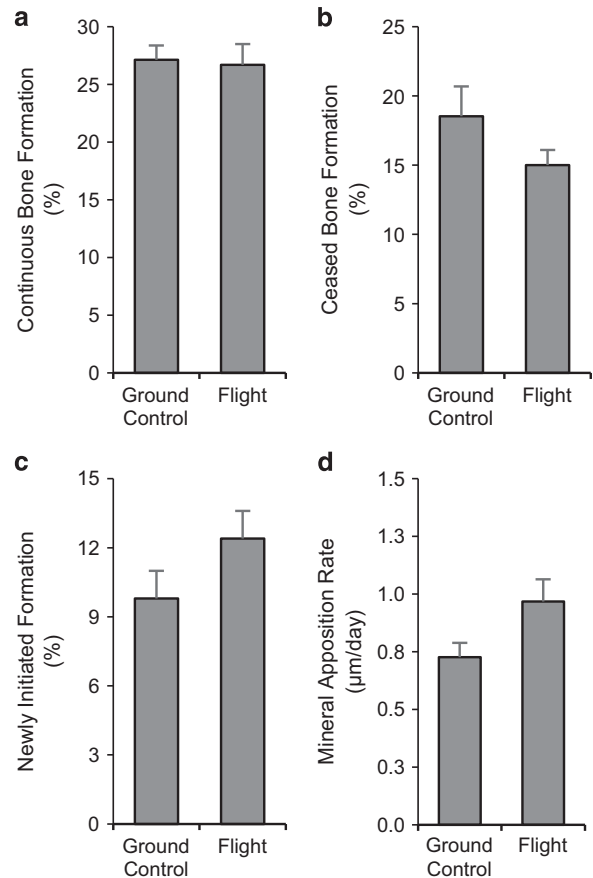 a
Continuous Bone Formation
(%)
30
25
20
15
10
5
0
Ground
Control
Flight
b
Ceased Bone Formation
(%)
25
20
15
10
5
0
Ground
Control
Flight
c
Newly Initiated Formation
(%)
15
12
9
6
3
0
Ground
Control
Flight
d
Mineral Apposition Rate
(µm/day)
1.5
1.3
1.0
0.8
0.5
0.3
0.0
Ground
Control
Flight